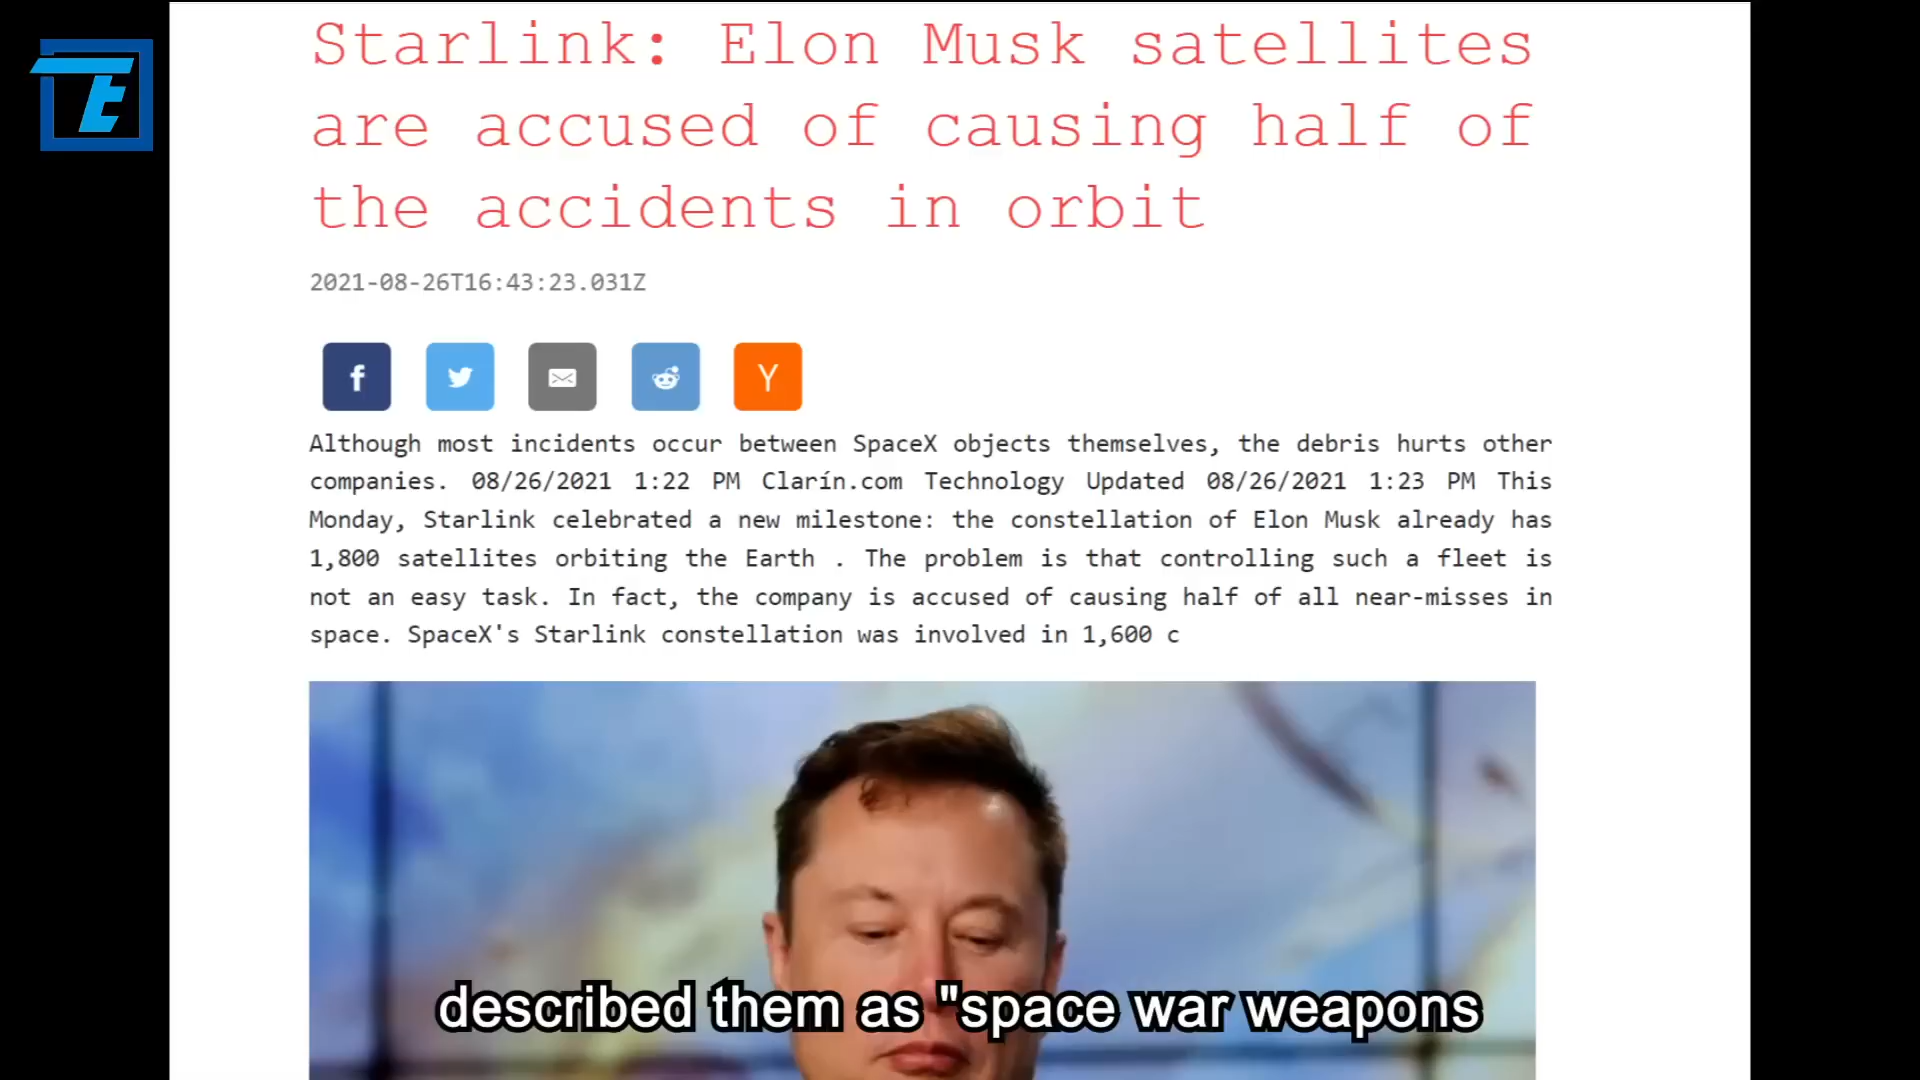 TE
Starlink: Elon Musk satellites
are accused of causing half of
the accidents in orbit
2021-08-26T16:43:23.031Z
f Y
Although most incidents occur between SpaceX objects themselves, the debris hurts other
companies. 08/26/2021 1:22 PM Clarín.com Technology Updated 08/26/2021 1:23 PM This
Monday, Starlink celebrated a new milestone: the constellation of Elon Musk already has
1,800 satellites orbiting the Earth . The problem is that controlling such a fleet is
not an easy task. In fact, the company is accused of causing half of all near-misses in
space. SpaceX's Starlink constellation was involved in 1,600 c
described them as "space war weapons